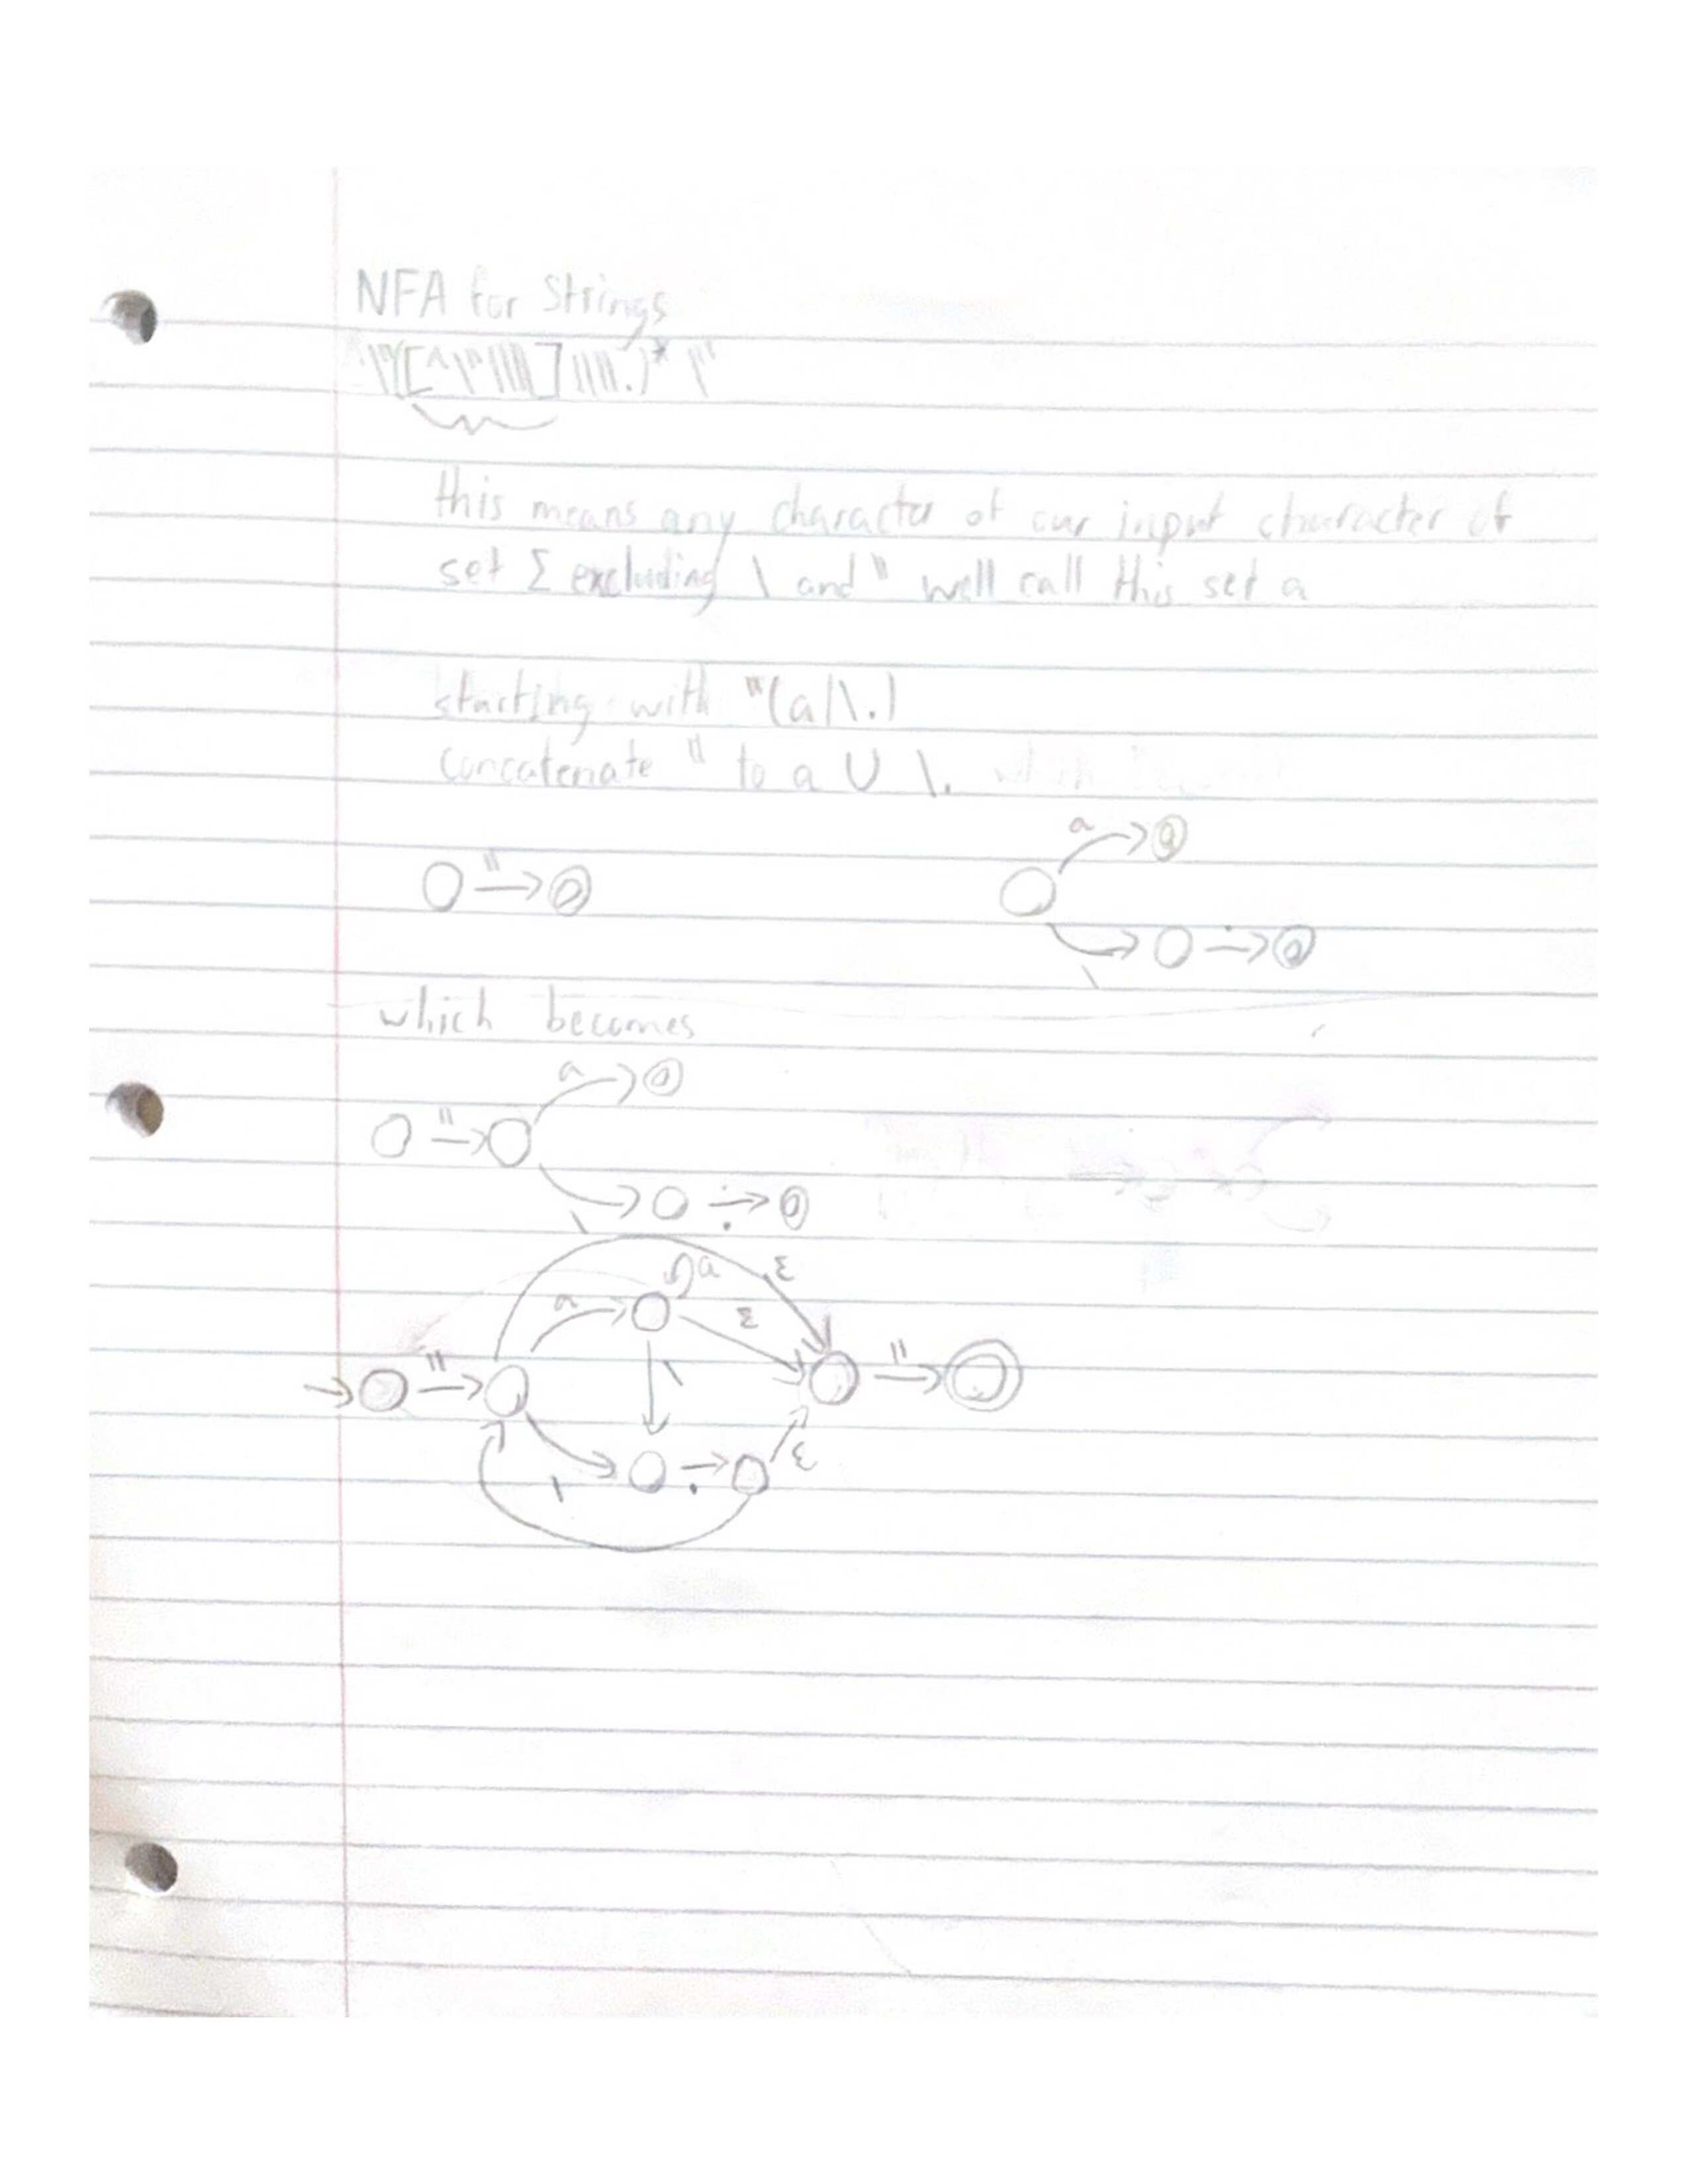 NFA for Strings
\"([^\"\\]|\\.)*\"
this means any character of our input character of
set Σ excluding \ and " well call this set a
starting with "(a|\.)
concatenate " to a U \.
" a
\ .
which becomes
a
"
\ .
a ε
a ε
" \ "
\ . ε